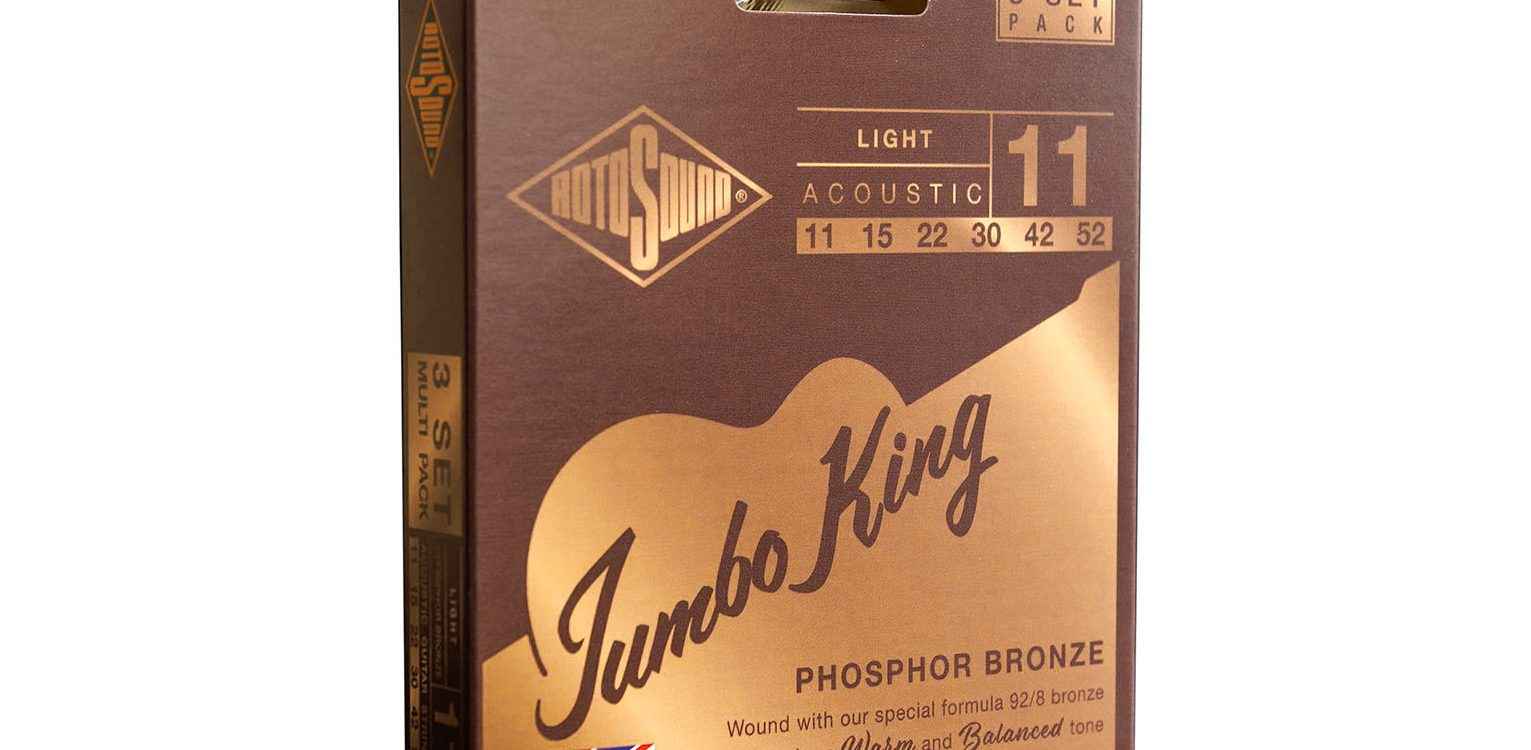 PACK
ROTOSOUND®
LIGHT
ACOUSTIC
11
11 15 22 30 42 52
Jumbo King
PHOSPHOR BRONZE
Wound with our special formula 92/8 bronze
Warm and Balanced tone
ROTOSOUND
3 SET
MULTI PACK
LIGHT